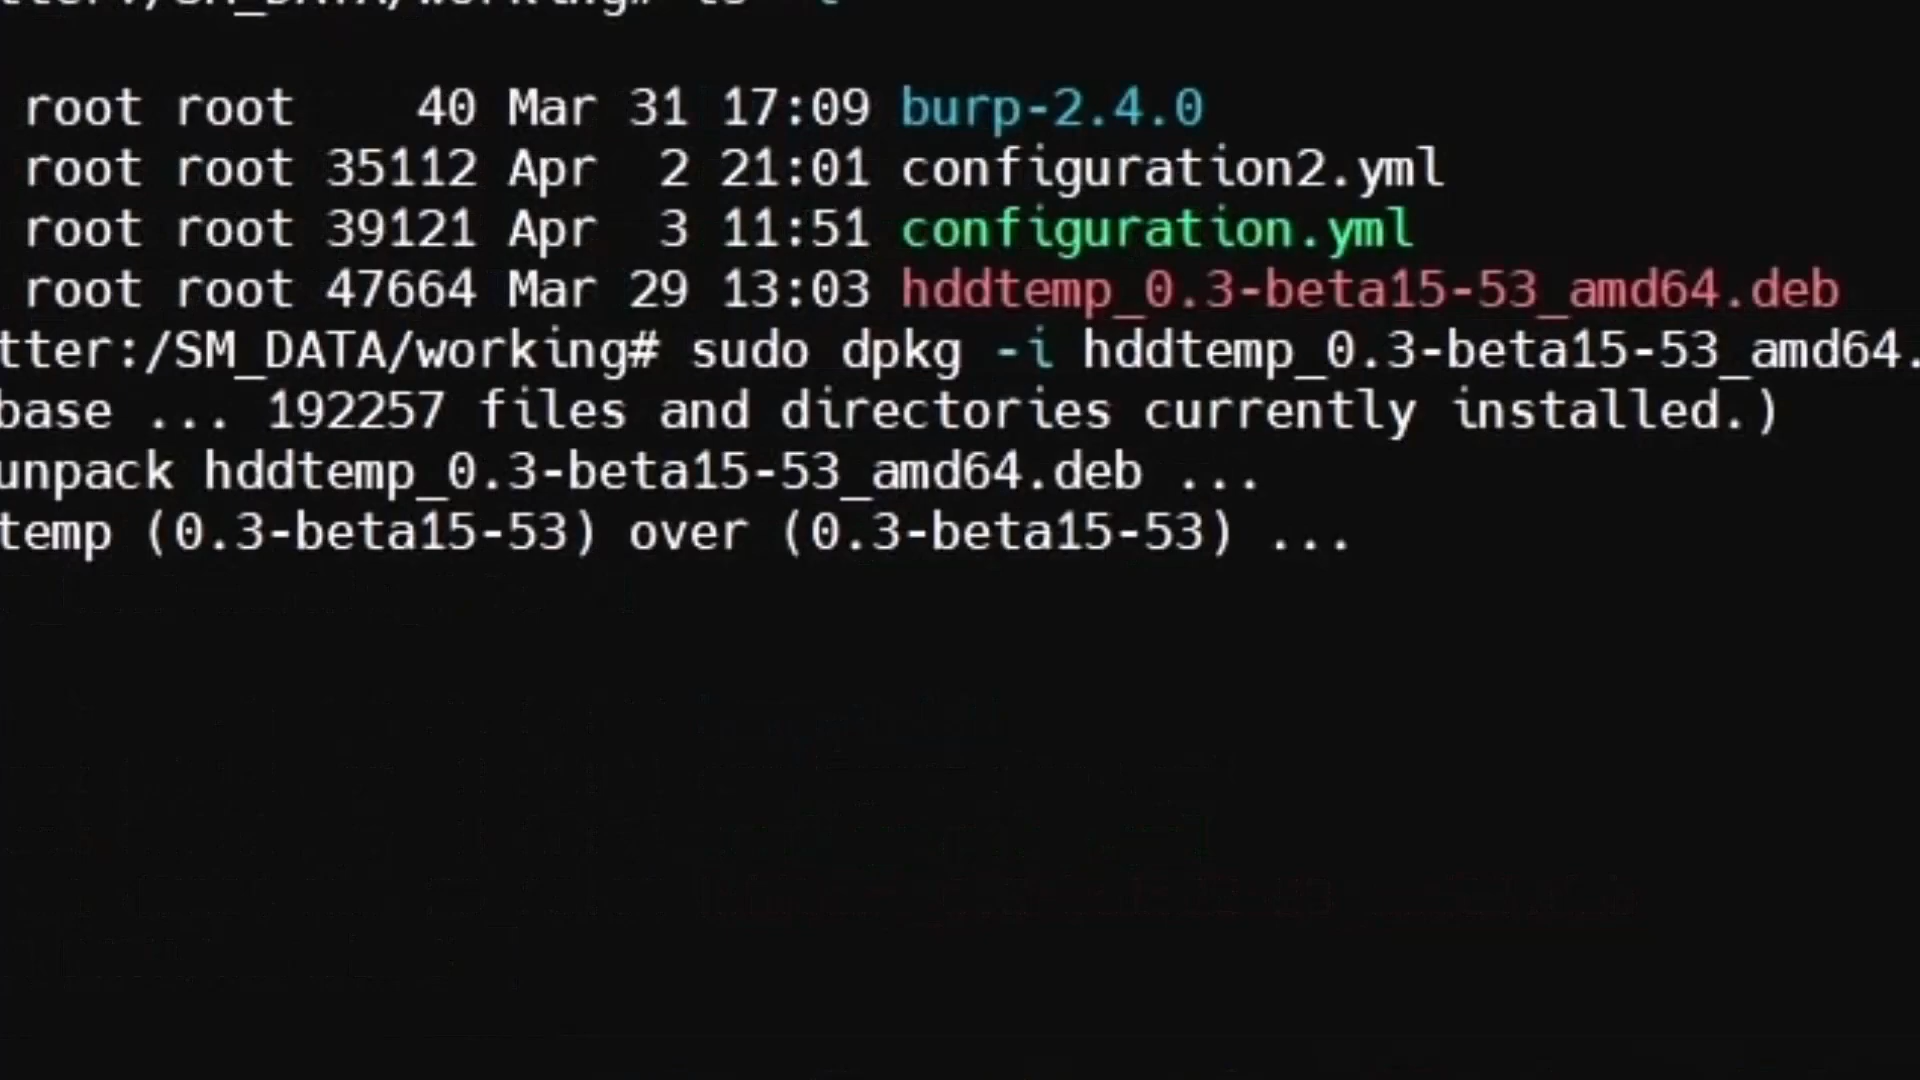 root root 40 Mar 31 17:09 burp-2.4.0
root root 35112 Apr 2 21:01 configuration2.yml
root root 39121 Apr 3 11:51 configuration.yml
root root 47664 Mar 29 13:03 hddtemp_0.3-beta15-53_amd64.deb
tter:/SM_DATA/working# sudo dpkg -i hddtemp_0.3-beta15-53_amd64.
base ... 192257 files and directories currently installed.)
unpack hddtemp_0.3-beta15-53_amd64.deb ...
temp (0.3-beta15-53) over (0.3-beta15-53) ...